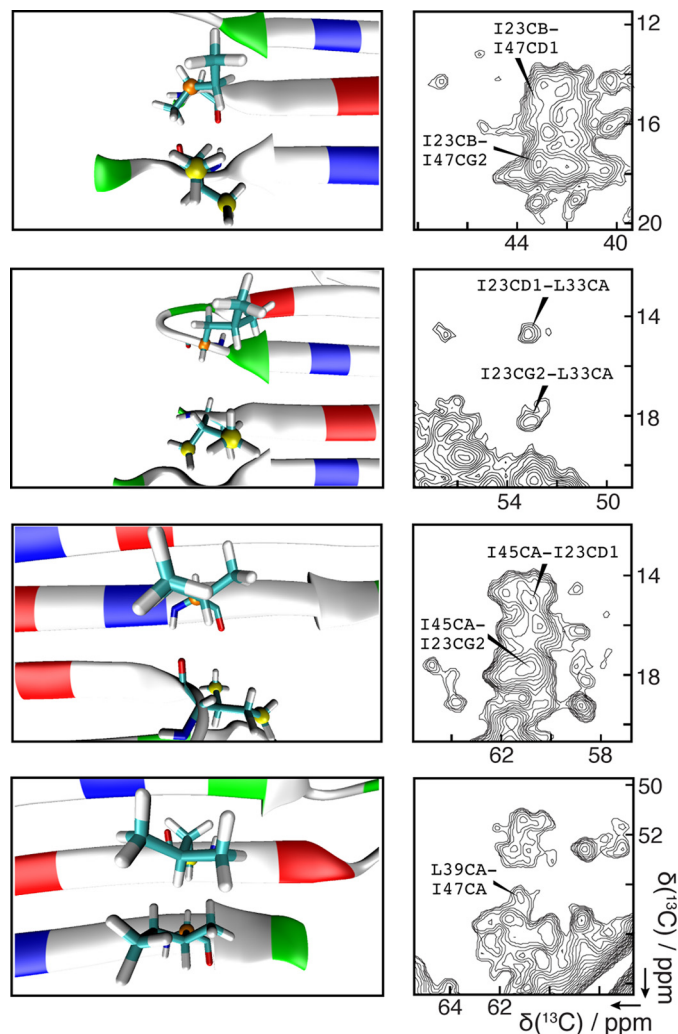 12
I23CB-
I47CD1
16
I23CB-
I47CG2
20
44 40
I23CD1-L33CA
14
I23CG2-L33CA
18
54 50
I45CA-I23CD1
14
I45CA-
I23CG2
18
62 58
50
52
L39CA-
I47CA
δ(¹³C) / ppm
64 62
δ(¹³C) / ppm